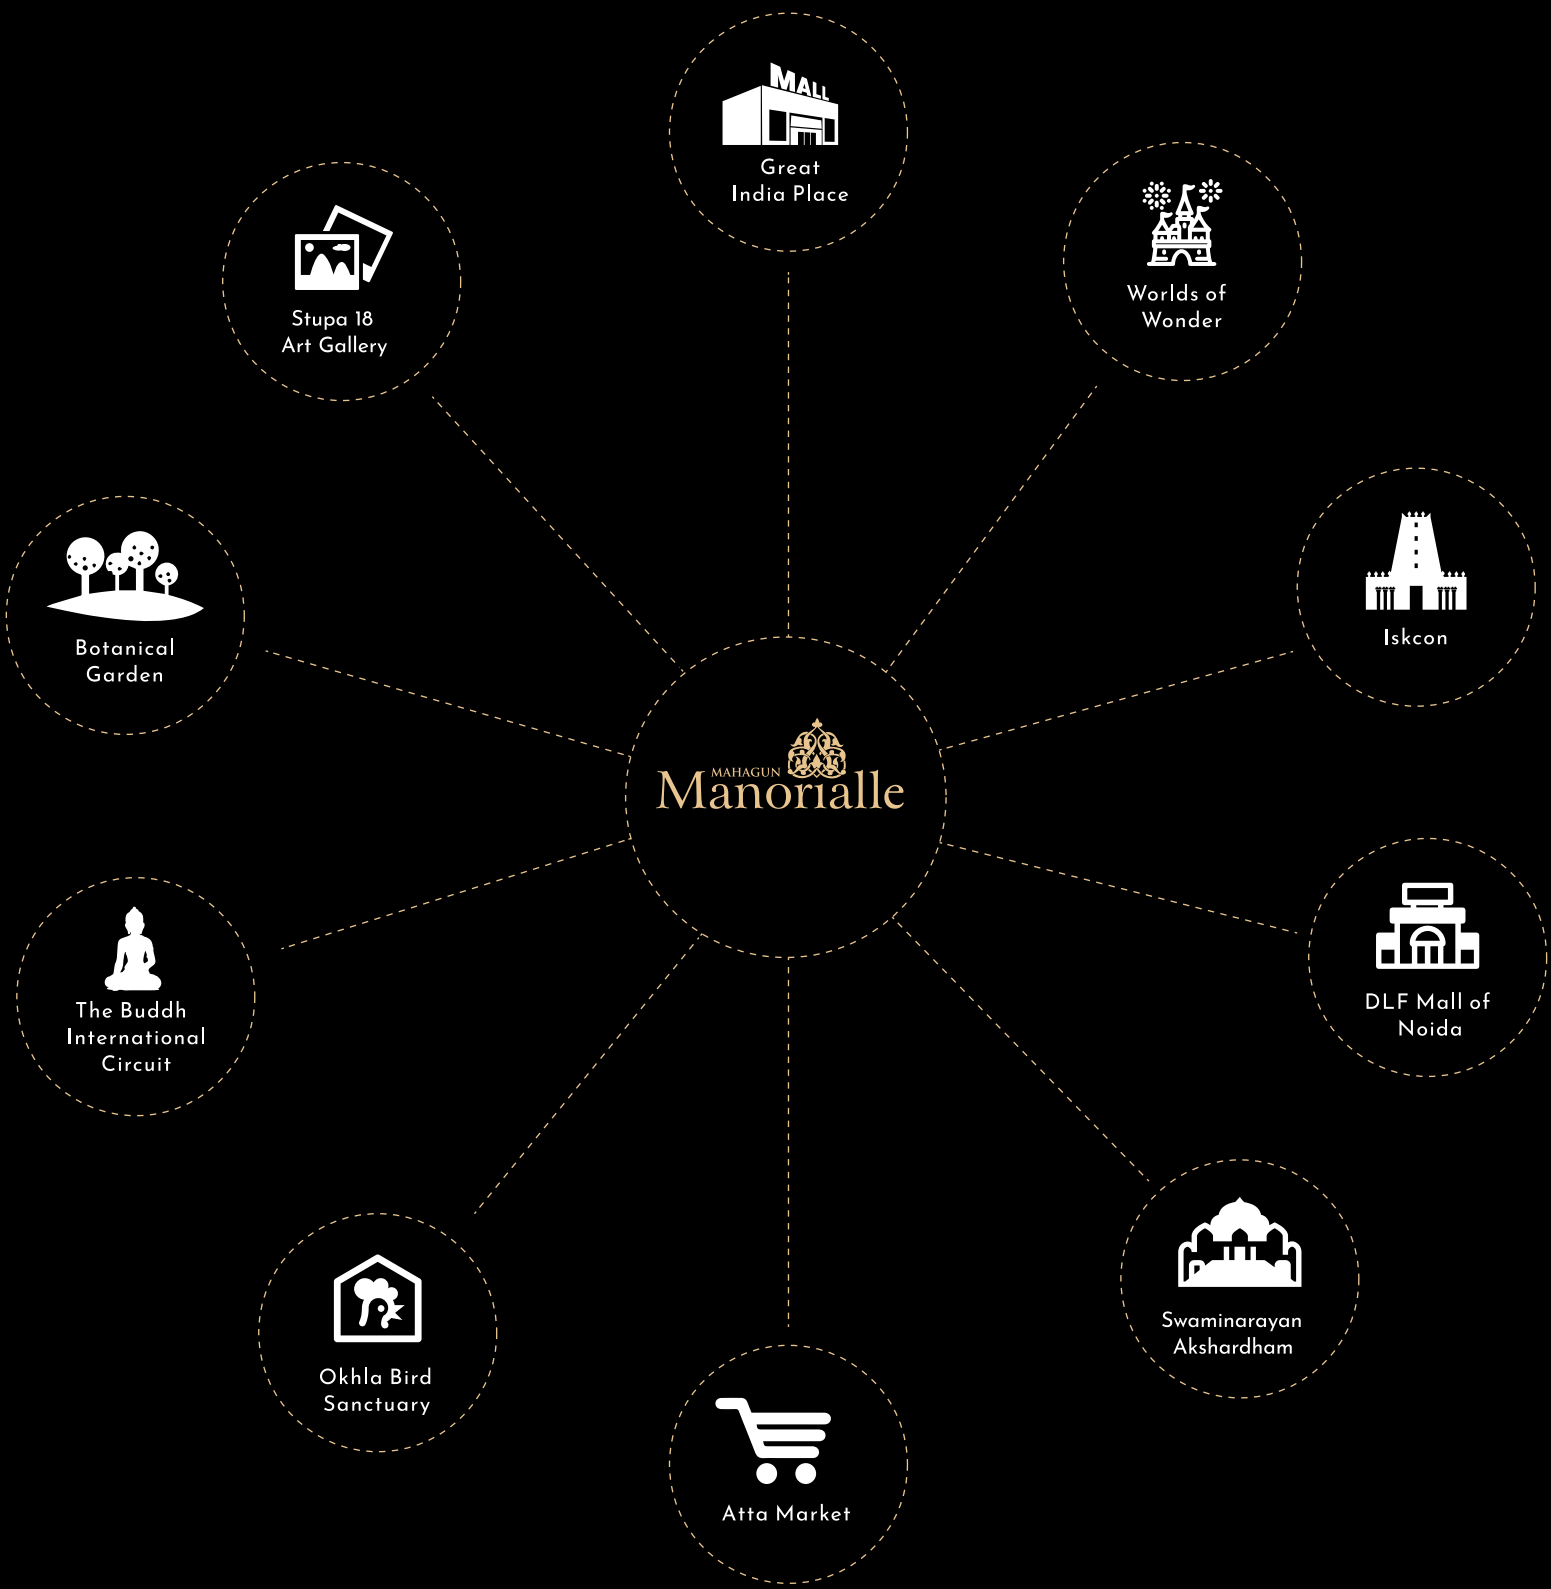 MALL
Great
India Place
Worlds of
Wonder
Stupa 18
Art Gallery
Iskcon
Botanical
Garden
MAHAGUN
Manorialle
DLF Mall of
Noida
The Buddh
International
Circuit
Swaminarayan
Akshardham
Okhla Bird
Sanctuary
Atta Market